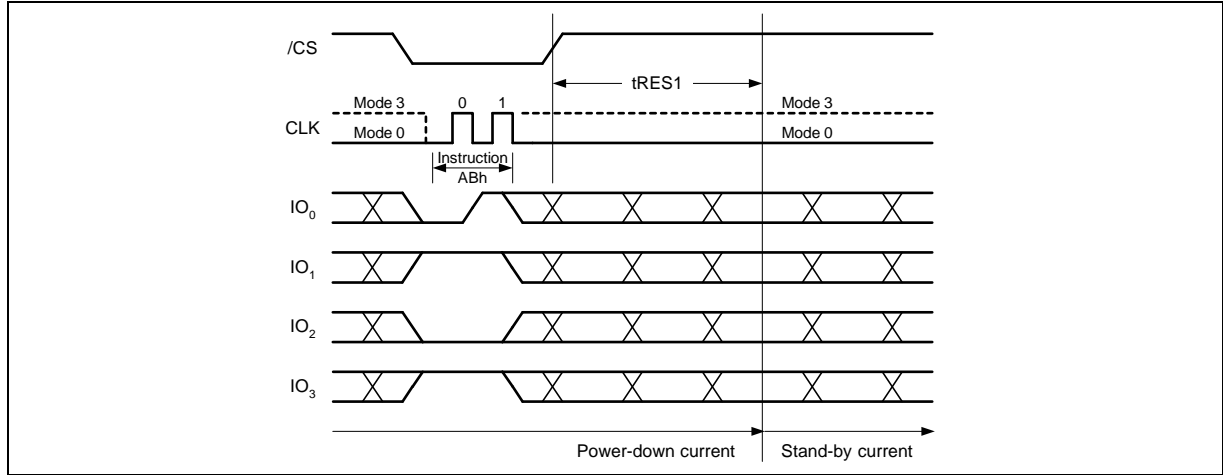 /CS
tRES1
Mode 3 0 1 Mode 3
CLK
Mode 0 Mode 0
Instruction
ABh
IO0
IO1
IO2
IO3
Power-down current Stand-by current